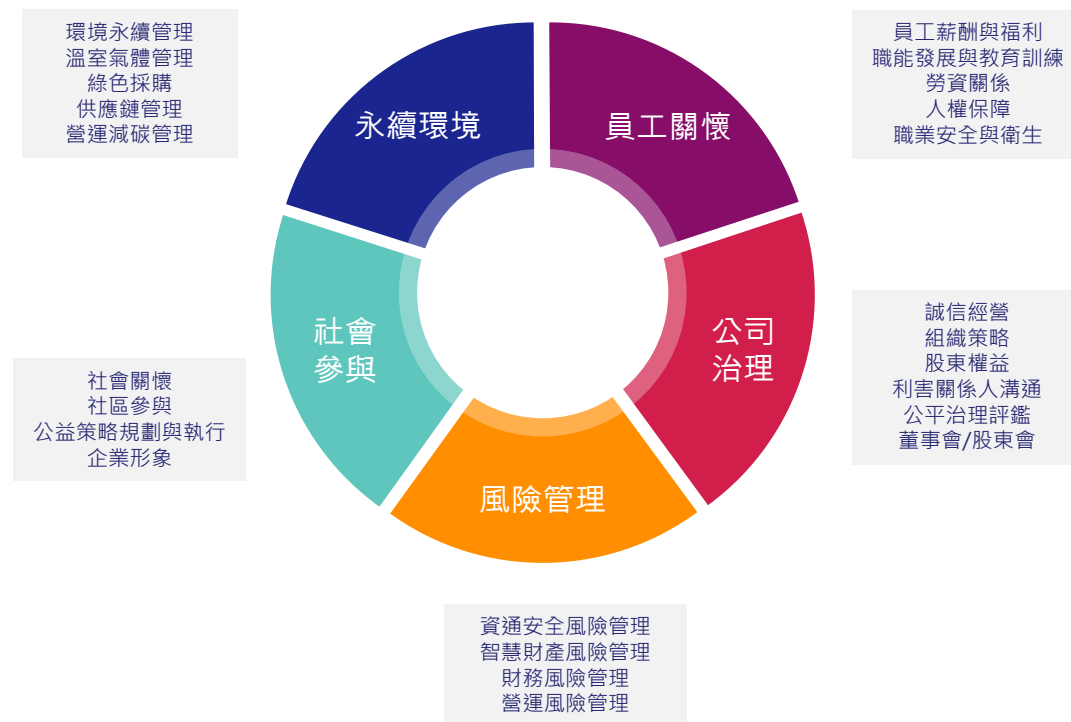 環境永續管理
溫室氣體管理
綠色採購
供應鏈管理
營運減碳管理
永續環境
員工關懷
員工薪酬與福利
職能發展與教育訓練
勞資關係
人權保障
職業安全與衛生
社會
參與
公司
治理
誠信經營
組織策略
股東權益
利害關係人溝通
公平治理評鑑
董事會/股東會
社會關懷
社區參與
公益策略規劃與執行
企業形象
風險管理
資通安全風險管理
智慧財產風險管理
財務風險管理
營運風險管理